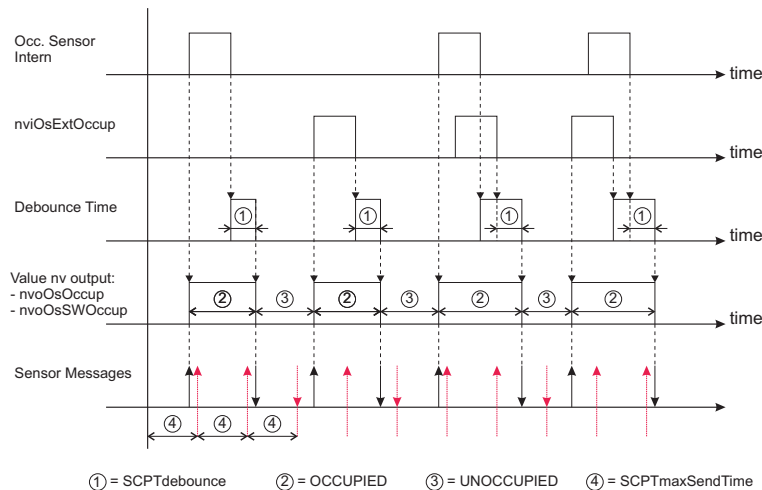 Occ. Sensor
Intern
time
nviOsExtOccup
time
Debounce Time
① ① ① ①
time
Value nv output:
- nvoOsOccup
- nvoOsSWOccup
② ③ ② ③ ② ③ ②
time
Sensor Messages
time
④ ④ ④
① = SCPTdebounce ② = OCCUPIED ③ = UNOCCUPIED ④ = SCPTmaxSendTime